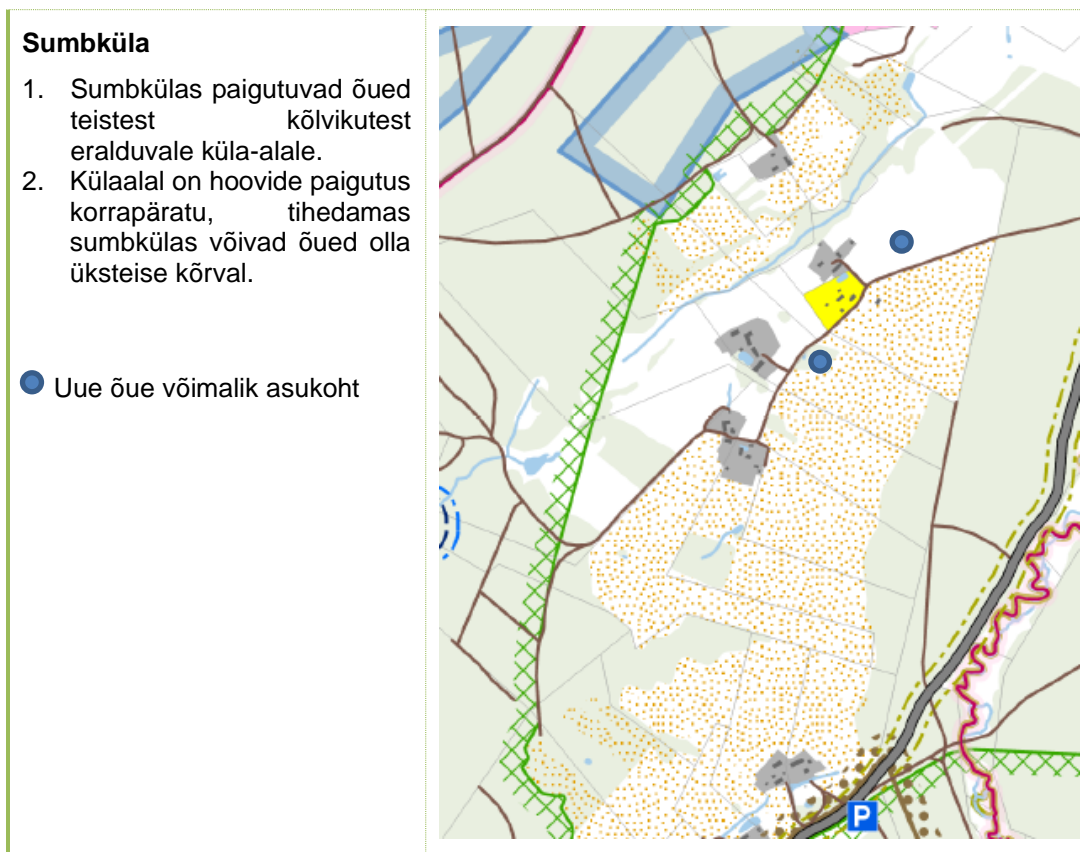 Sumbküla
1. Sumbkülas paigutuvad õued
teistest kõlvikutest
eralduvale küla-alale.
2. Külaalal on hoovide paigutus
korrapäratu, tihedamas
sumbkülas võivad õued olla
üksteise kõrval.
Uue õue võimalik asukoht
P